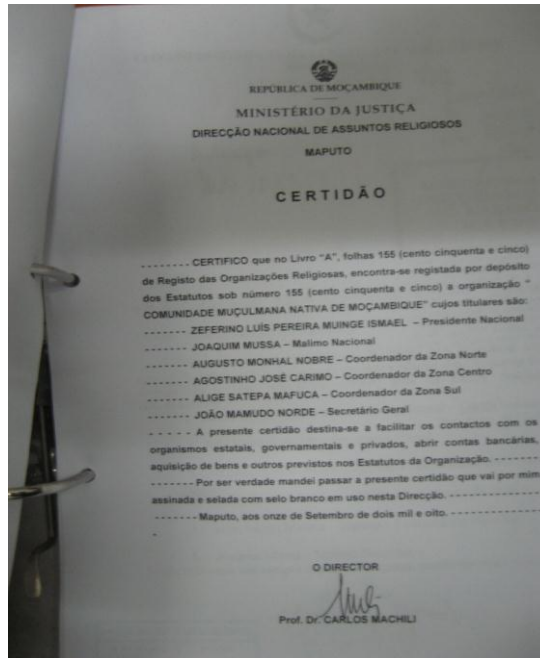 REPÚBLICA DE MOÇAMBIQUE
MINISTÉRIO DA JUSTIÇA
DIRECÇÃO NACIONAL DE ASSUNTOS RELIGIOSOS
MAPUTO
CERTIDÃO
- - - - - - - CERTIFICO que no Livro "A", folhas 155 (cento cinquenta e cinco)
de Registo das Organizações Religiosas, encontra-se registada por depósito
dos Estatutos sob número 155 (cento cinquenta e cinco) a organização "
COMUNIDADE MUÇULMANA NATIVA DE MOÇAMBIQUE" cujos titulares são:
- - - - - - - ZEFERINO LUÍS PEREIRA MUINGE ISMAEL – Presidente Nacional
- - - - - - - JOAQUIM MUSSA – Malimo Nacional
- - - - - - - AUGUSTO MONHAL NOBRE – Coordenador da Zona Norte
- - - - - - - AGOSTINHO JOSÉ CARIMO – Coordenador da Zona Centro
- - - - - - - ALIGE SATEPA MAFUCA – Coordenador da Zona Sul
- - - - - - - JOÃO MAMUDO NORDE – Secretário Geral
- - - - - A presente certidão destina-se a facilitar os contactos com os
organismos estatais, governamentais e privados, abrir contas bancárias,
aquisição de bens e outros previstos nos Estatutos da Organização. - - - - - - -
- - - - - - - Por ser verdade mandei passar a presente certidão que vai por mim
assinada e selada com selo branco em uso nesta Direcção. - - - - - - - - - - - - -
- - - - - - - Maputo, aos onze de Setembro de dois mil e oito. - - - - - - - - - - - - -
-
O DIRECTOR
Prof. Dr. CARLOS MACHILI